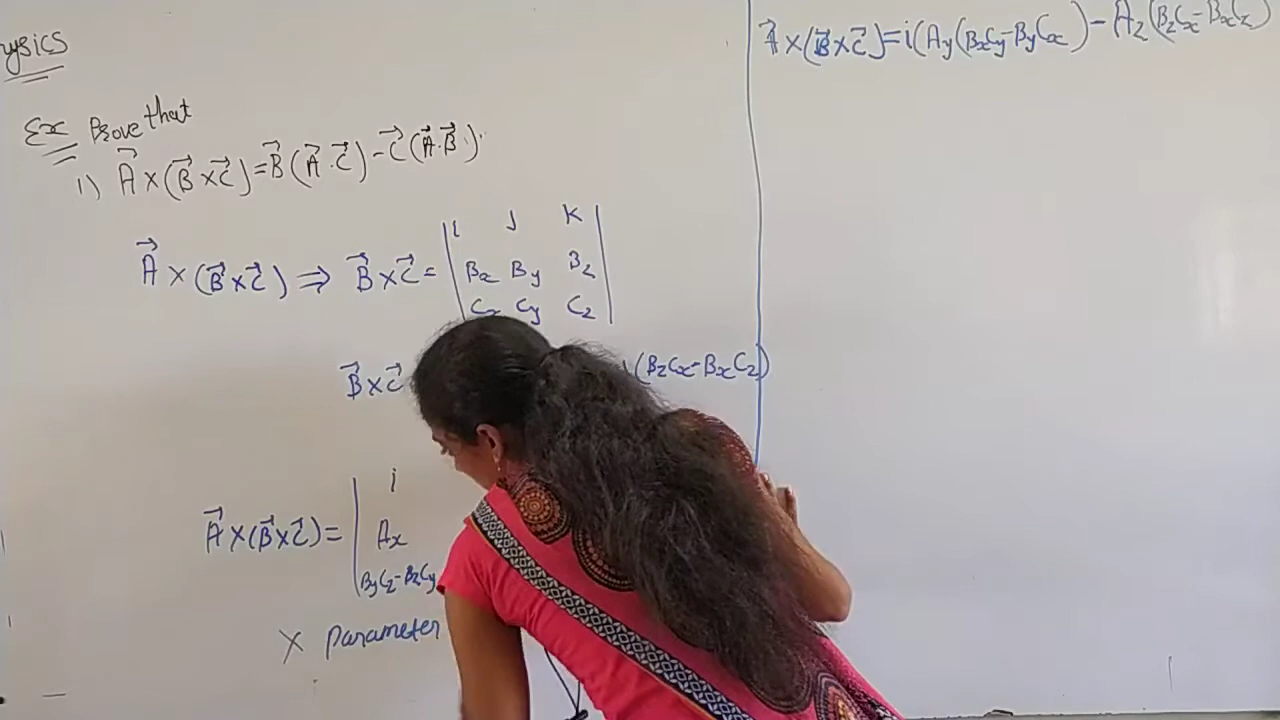 ysics
Ex Prove that
1) A⃗ × (B⃗ × C⃗) = B⃗ (A⃗ · C⃗) - C⃗ (A⃗ · B⃗)
A⃗ × (B⃗ × C⃗) ⇒ B⃗ × C⃗ = | i j k
Bx By Bz
Cx Cy Cz |
B⃗ × C⃗ (BzCx - BxCz)
A⃗ × (B⃗ × C⃗) = | i
Ax
ByCz - BzCy
X Parameter
A⃗ × (B⃗ × C⃗) = i(Ay(BxCy - ByCx) - Az(BzCx - BxCz)